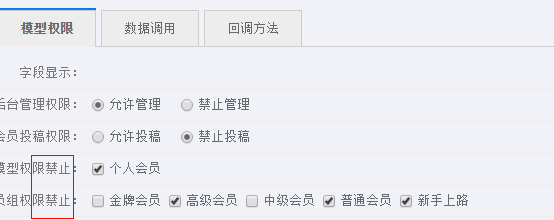 模型权限 数据调用 回调方法
字段显示：
后台管理权限： 允许管理 禁止管理
会员投稿权限： 允许投稿 禁止投稿
模型权限禁止： 个人会员
员组权限禁止： 金牌会员 高级会员 中级会员 普通会员 新手上路